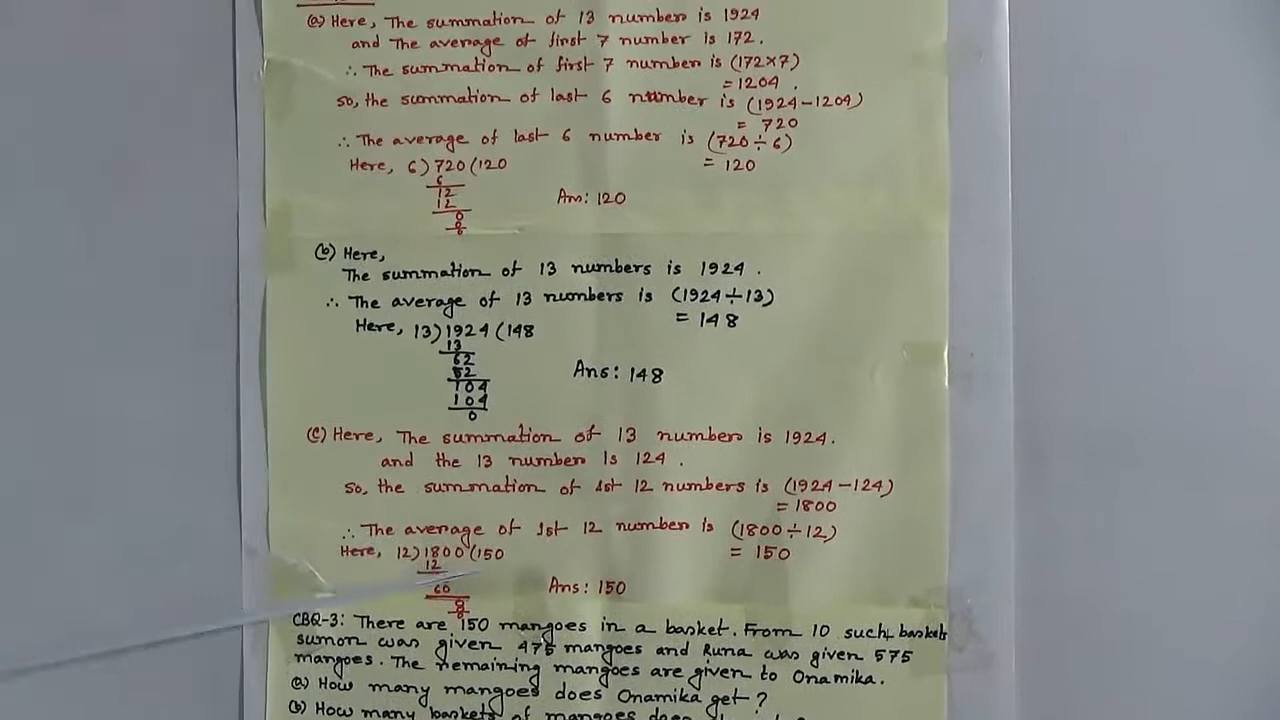 (a) Here, The summation of 13 number is 1924
and The average of first 7 number is 172.
∴ The summation of first 7 number is (172×7)
= 1204.
so, the summation of last 6 number is (1924-1204)
= 720
∴ The average of last 6 number is (720÷6)
Here, 6)720(120 = 120
6
12
12
0
0
0
Ans: 120
(b) Here,
The summation of 13 numbers is 1924.
∴ The average of 13 numbers is (1924÷13)
= 148
Here, 13)1924(148
13
62
52
104
104
0
Ans: 148
(c) Here, The summation of 13 numbers is 1924.
and the 13 number is 124.
so, the summation of 1st 12 numbers is (1924-124)
= 1800
∴ The average of 1st 12 number is (1800÷12)
Here, 12)1800(150 = 150
12
60
0
0
Ans: 150
CBQ-3: There are 150 mangoes in a basket. From 10 such baskets
sumon was given 475 mangoes and Runa was given 575
mangoes. The remaining mangoes are given to Onamika.
(a) How many mangoes does Onamika get?
(b) How many baskets of mangoes does